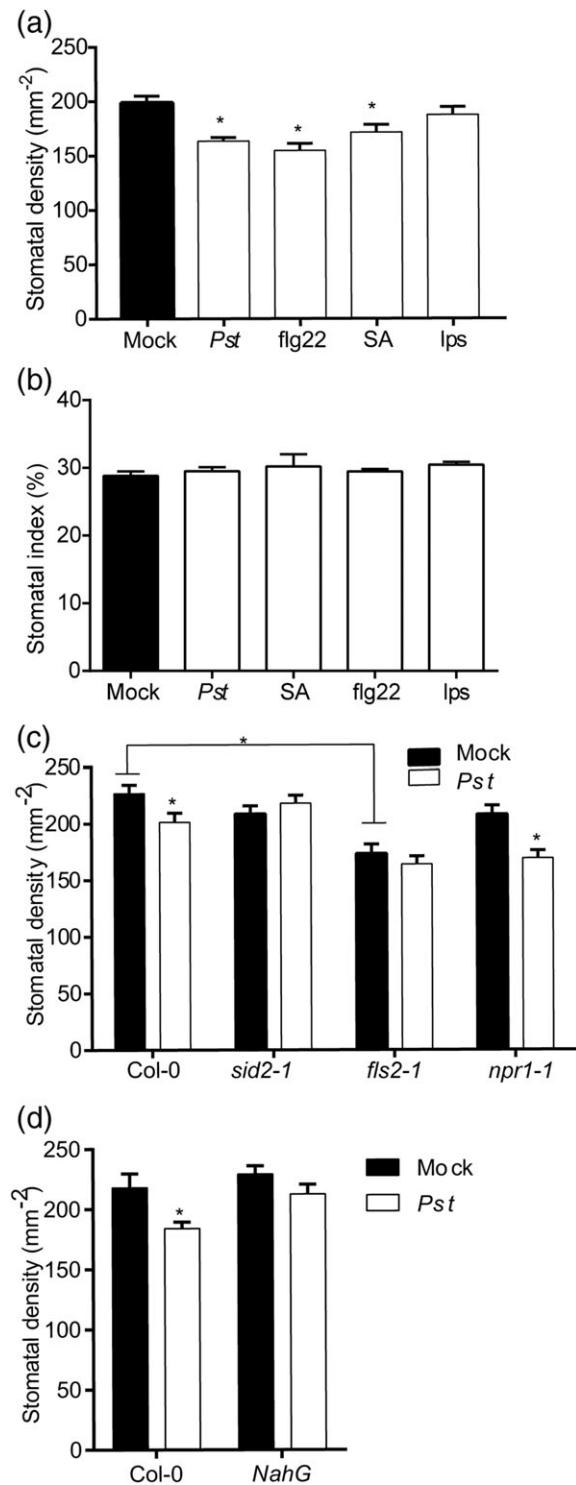 (a)
Stomatal density (mm-2)
250
200
150
100
50
0
* * *
Mock Pst flg22 SA lps
(b)
Stomatal index (%)
40
30
20
10
0
Mock Pst SA flg22 lps
(c)
Stomatal density (mm-2)
*
Mock
Pst
250
200
150
100
50
0
* *
Col-0 sid2-1 fls2-1 npr1-1
(d)
Stomatal density (mm-2)
250
200
150
100
50
0
*
Mock
Pst
Col-0 NahG